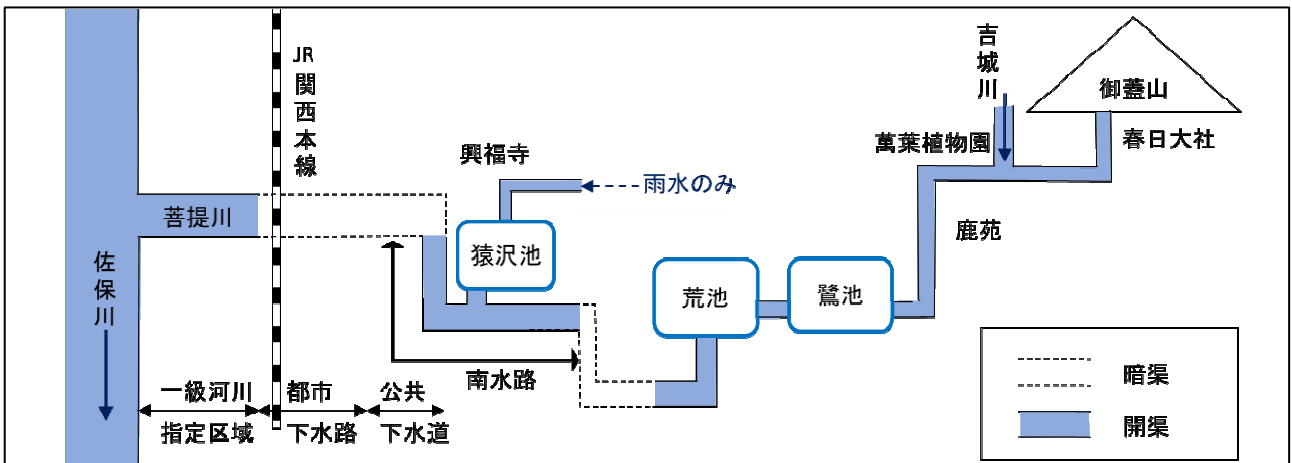 JR関西本線
吉城川
御蓋山
春日大社
萬葉植物園
興福寺
雨水のみ
菩提川
猿沢池
鹿苑
佐保川
荒池
鷺池
南水路
一級河川
指定区域
都市
下水路
公共
下水道
暗渠
開渠